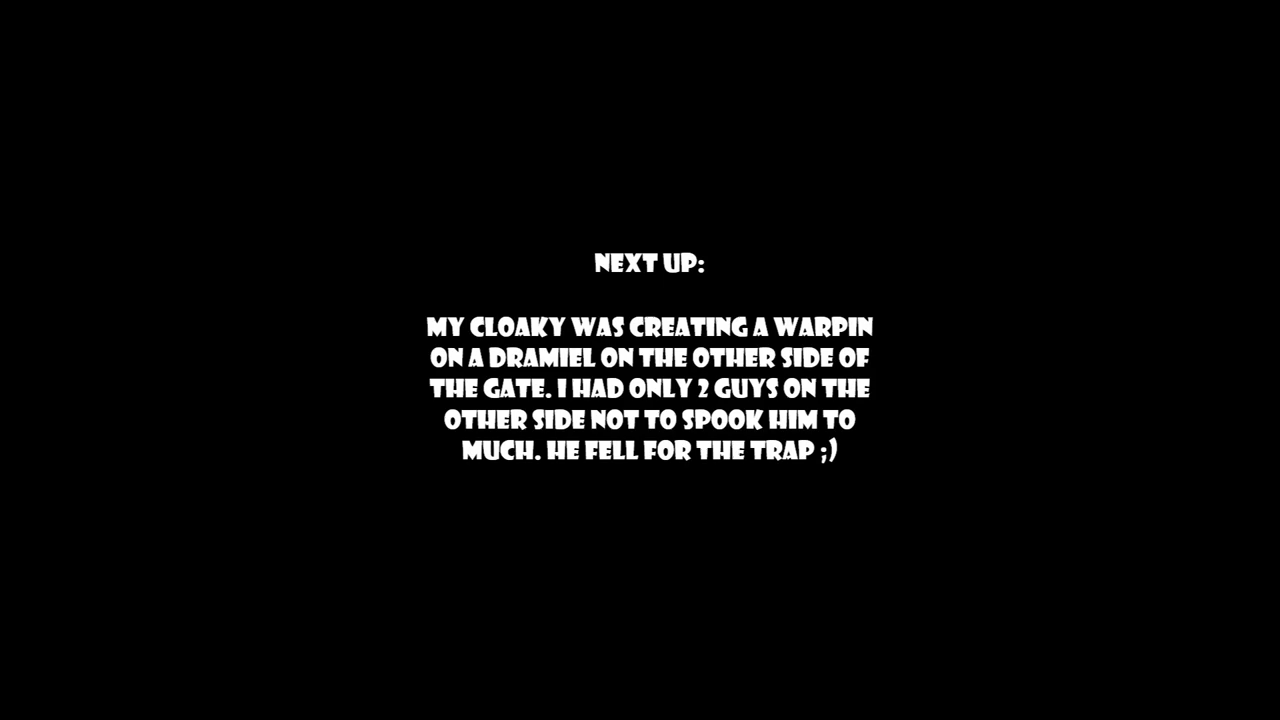 NEXT UP:
MY CLOAKY WAS CREATING A WARPIN
ON A DRAMIEL ON THE OTHER SIDE OF
THE GATE. I HAD ONLY 2 GUYS ON THE
OTHER SIDE NOT TO SPOOK HIM TO
MUCH. HE FELL FOR THE TRAP ;)